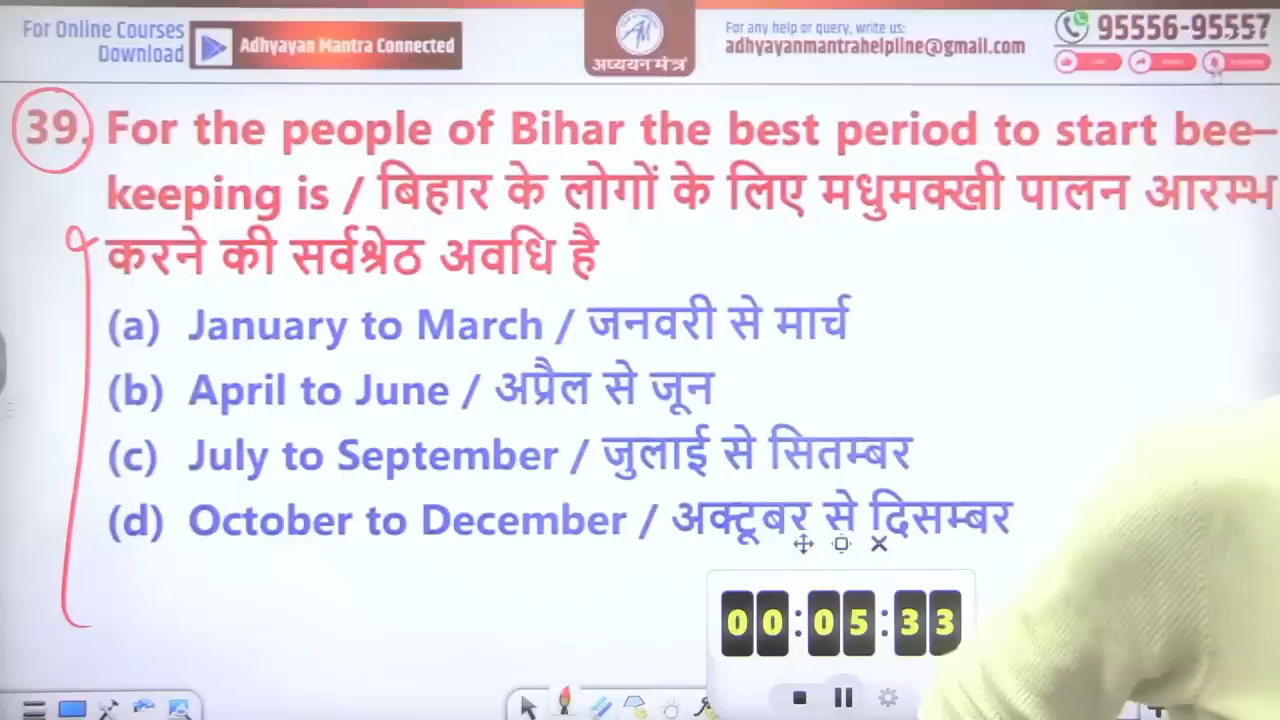 For Online Courses
Download
Adhyayan Mantra Connected
अध्ययन मंत्र
For any help or query, write us:
adhyayanmantrahelpline@gmail.com
95556-95557
39. For the people of Bihar the best period to start bee–
keeping is / बिहार के लोगों के लिए मधुमक्खी पालन आरम्भ
करने की सर्वश्रेठ अवधि है
(a) January to March / जनवरी से मार्च
(b) April to June / अप्रैल से जून
(c) July to September / जुलाई से सितम्बर
(d) October to December / अक्टूबर से दिसम्बर
00:05:33